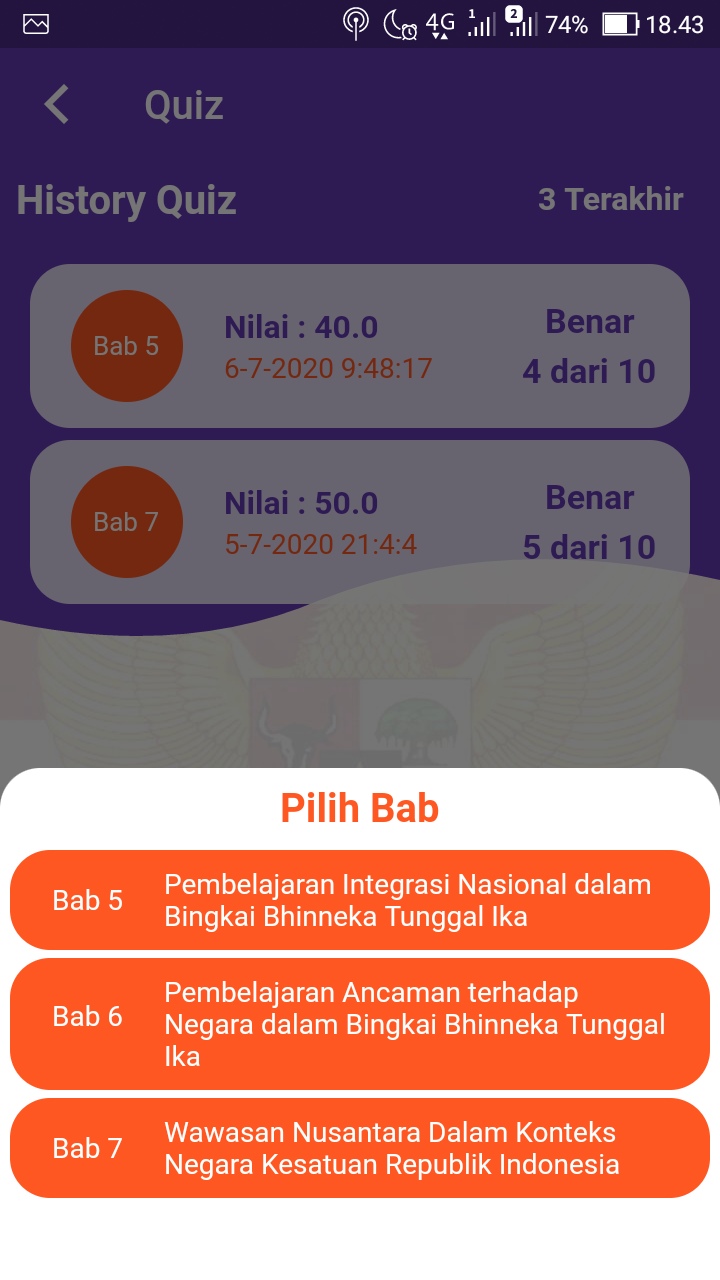 4G 1 2 74% 18.43
Quiz
History Quiz 3 Terakhir
Bab 5 Nilai : 40.0 Benar
6-7-2020 9:48:17 4 dari 10
Bab 7 Nilai : 50.0 Benar
5-7-2020 21:4:4 5 dari 10
Pilih Bab
Bab 5 Pembelajaran Integrasi Nasional dalam
Bingkai Bhinneka Tunggal Ika
Bab 6 Pembelajaran Ancaman terhadap
Negara dalam Bingkai Bhinneka Tunggal
Ika
Bab 7 Wawasan Nusantara Dalam Konteks
Negara Kesatuan Republik Indonesia